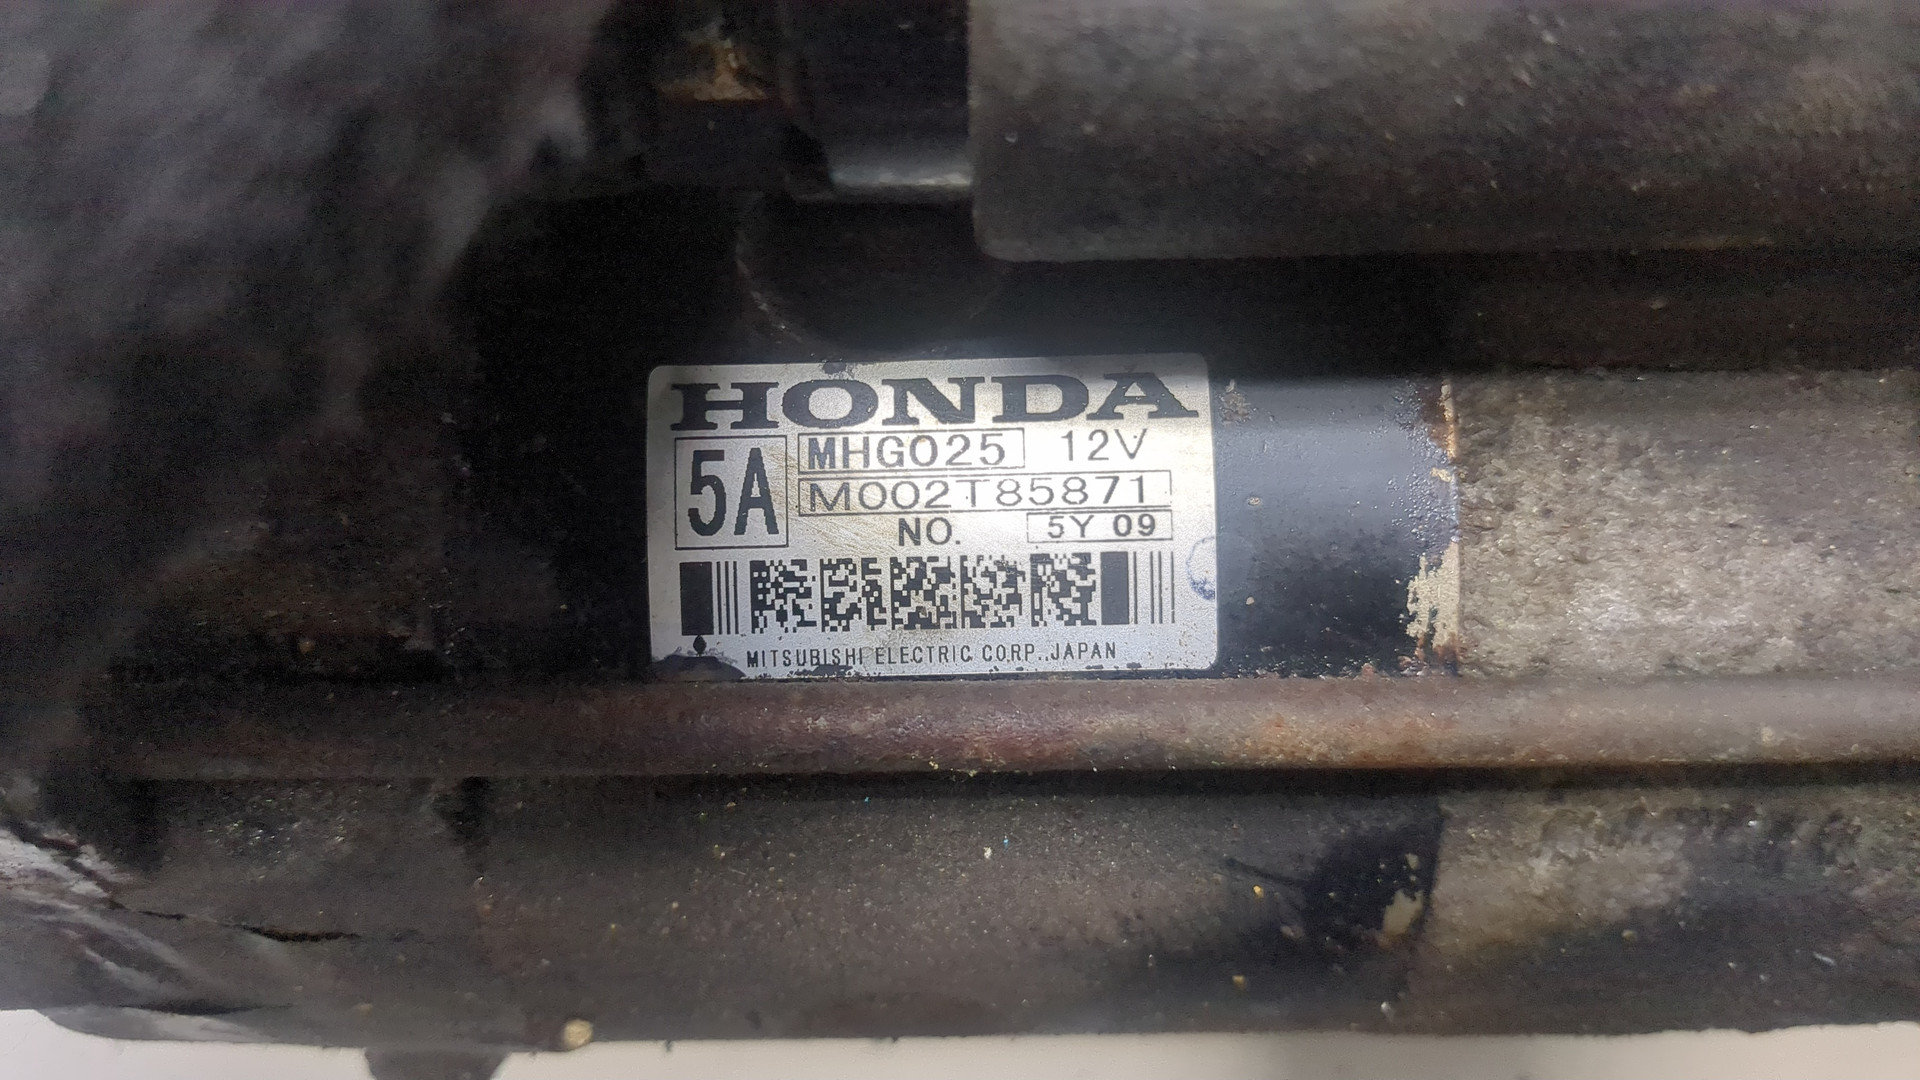 HONDA
5A
MHG025 12V
M002T85871
NO. 5Y 09
MITSUBISHI ELECTRIC CORP. JAPAN